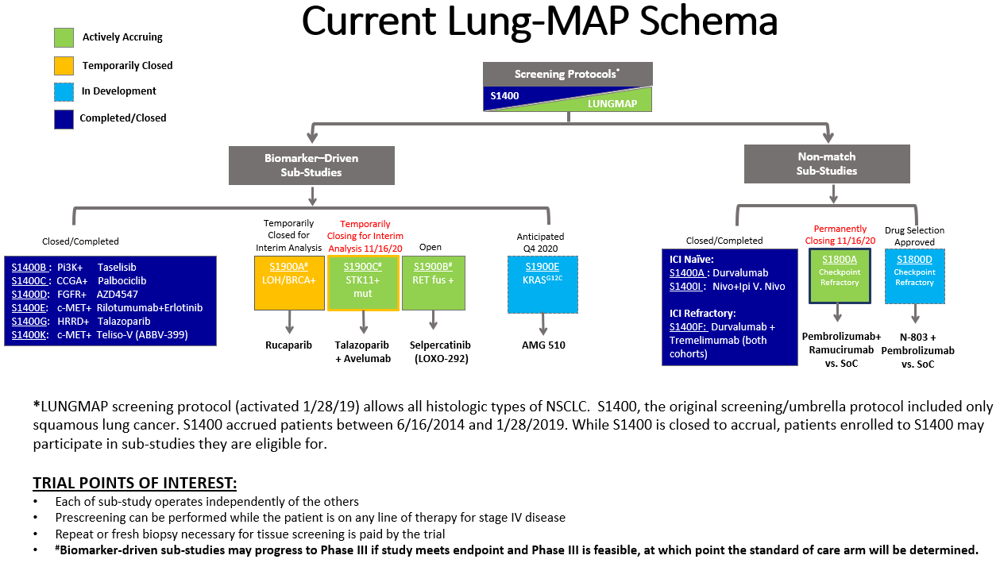 Current Lung-MAP Schema
Actively Accruing
Temporarily Closed
In Development
Completed/Closed
Screening Protocols*
S1400
LUNGMAP
Biomarker–Driven
Sub-Studies
Non-match
Sub-Studies
Closed/Completed
S1400B : Pi3K+ Taselisib
S1400C : CCGA+ Palbociclib
S1400D: FGFR+ AZD4547
S1400E: c-MET+ Rilotumumab+Erlotinib
S1400G: HRRD+ Talazoparib
S1400K: c-MET+ Teliso-V (ABBV-399)
Temporarily
Closed for
Interim Analysis
S1900A#
LOH/BRCA+
Rucaparib
Temporarily
Closing for Interim
Analysis 11/16/20
S1900C#
STK11+
mut
Talazoparib
+ Avelumab
Open
S1900B#
RET fus +
Selpercatinib
(LOXO-292)
Anticipated
Q4 2020
S1900E
KRASG12C
AMG 510
Closed/Completed
ICI Naïve:
S1400A : Durvalumab
S1400I : Nivo+Ipi V. Nivo
ICI Refractory:
S1400F: Durvalumab +
Tremelimumab (both
cohorts)
Permanently
Closing 11/16/20
S1800A
Checkpoint
Refractory
Pembrolizumab+
Ramucirumab
vs. SoC
Drug Selection
Approved
S1800D
Checkpoint
Refractory
N-803 +
Pembrolizumab
vs. SoC
*LUNGMAP screening protocol (activated 1/28/19) allows all histologic types of NSCLC. S1400, the original screening/umbrella protocol included only
squamous lung cancer. S1400 accrued patients between 6/16/2014 and 1/28/2019. While S1400 is closed to accrual, patients enrolled to S1400 may
participate in sub-studies they are eligible for.
TRIAL POINTS OF INTEREST:
• Each of sub-study operates independently of the others
• Prescreening can be performed while the patient is on any line of therapy for stage IV disease
• Repeat or fresh biopsy necessary for tissue screening is paid by the trial
• #Biomarker-driven sub-studies may progress to Phase III if study meets endpoint and Phase III is feasible, at which point the standard of care arm will be determined.